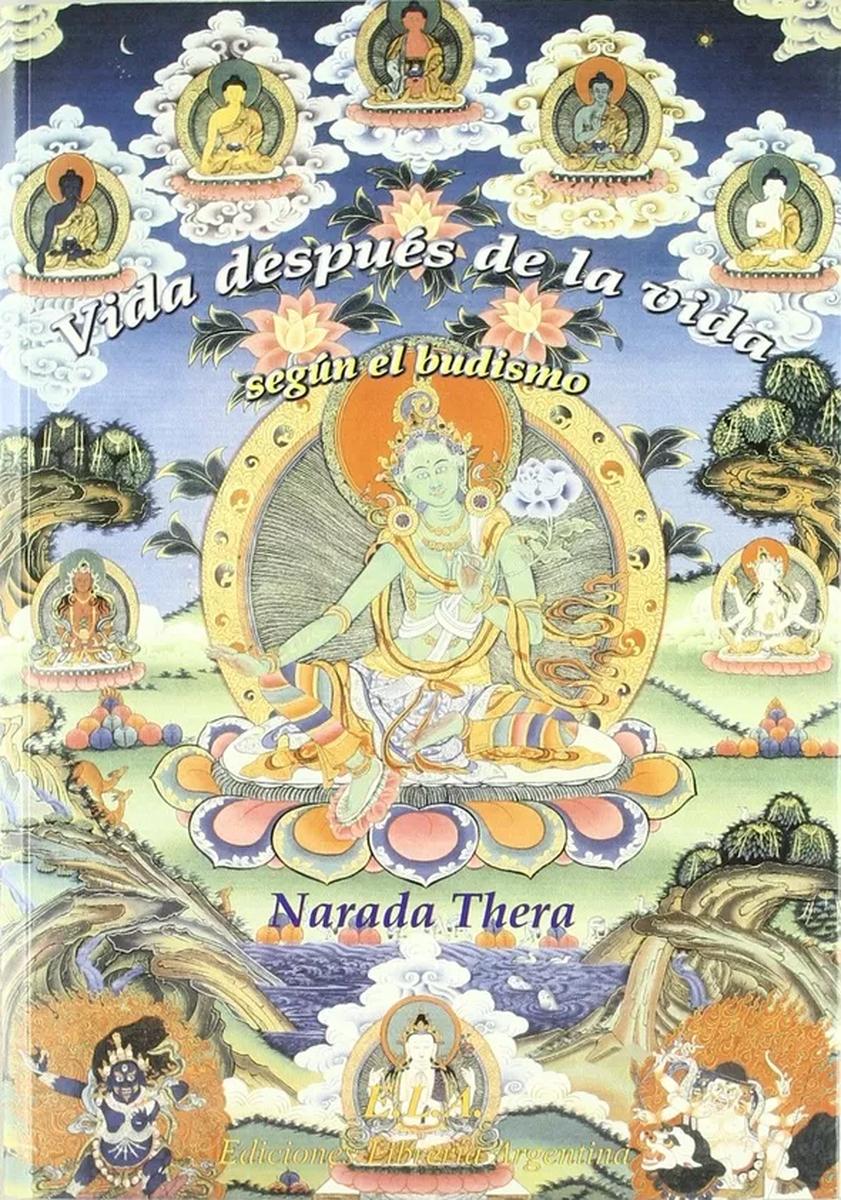 Vida después de la vida
según el budismo
Narada Thera
E.L.A.
Ediciones Librería Argentina